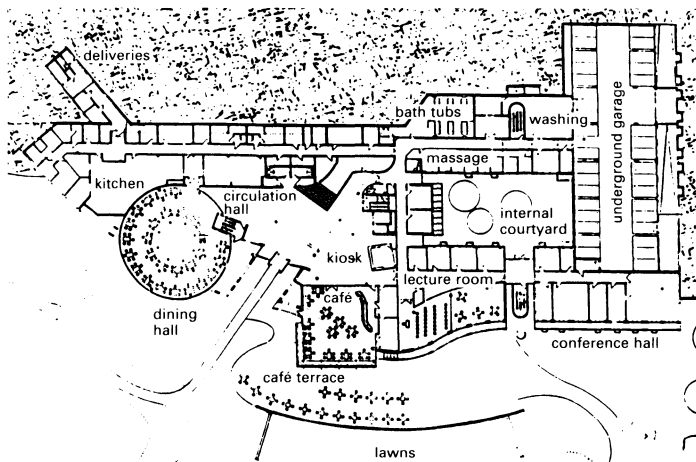 deliveries
bath tubs
washing
underground garage
massage
kitchen
circulation
hall
internal
courtyard
kiosk
lecture room
café
dining
hall
conference hall
café terrace
lawns